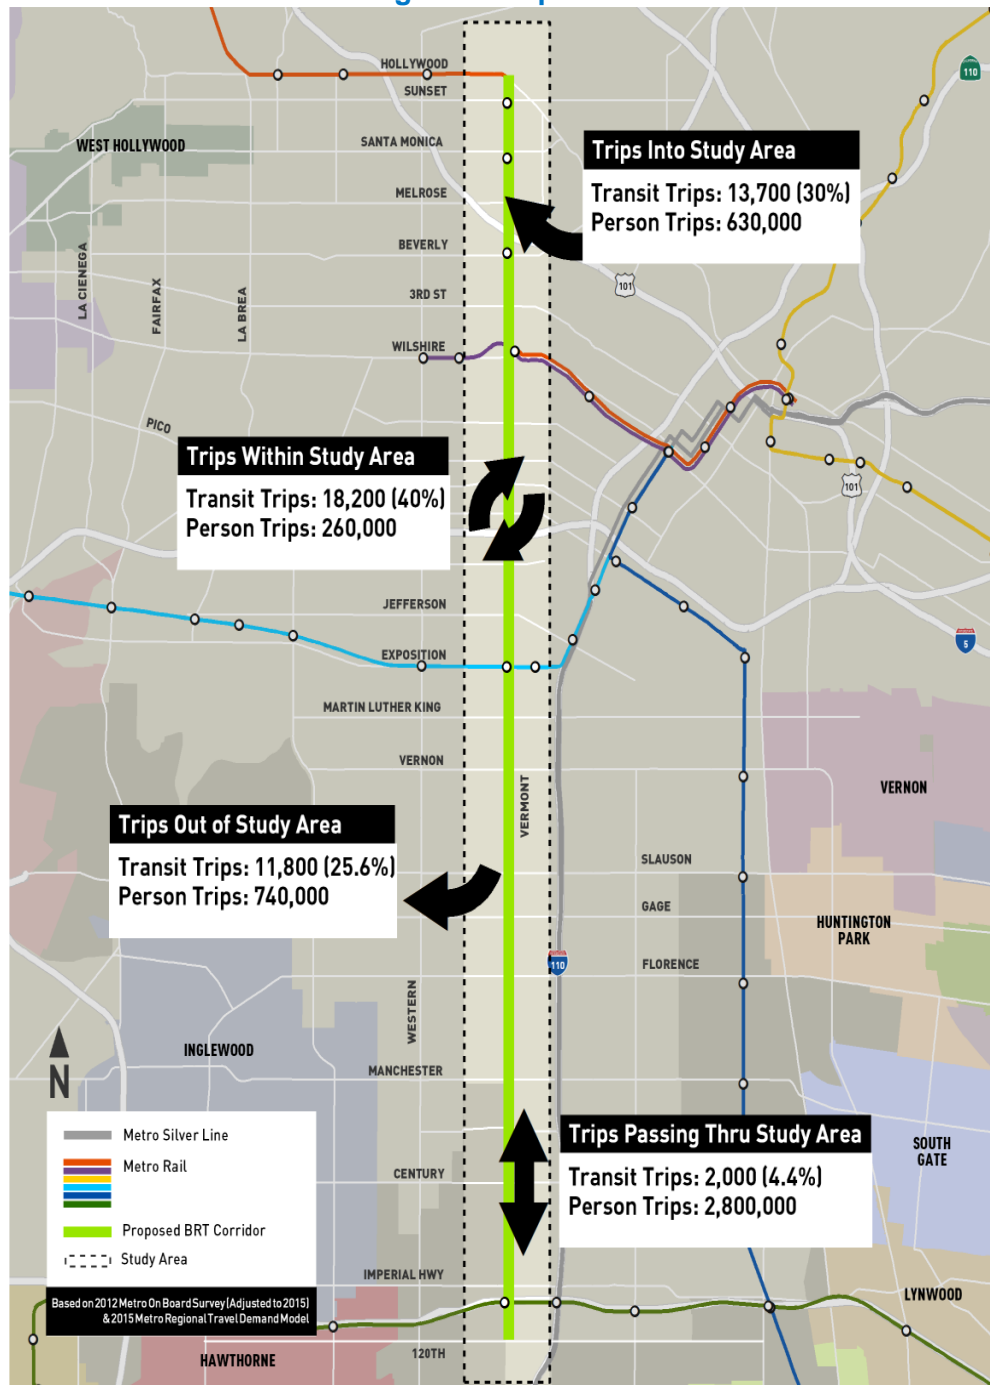 HOLLYWOOD
SUNSET
110
WEST HOLLYWOOD
SANTA MONICA
Trips Into Study Area
Transit Trips: 13,700 (30%)
Person Trips: 630,000
MELROSE
BEVERLY
LA CIENEGA
FAIRFAX
LA BREA
3RD ST
101
WILSHIRE
PICO
Trips Within Study Area
Transit Trips: 18,200 (40%)
Person Trips: 260,000
101
JEFFERSON
5
EXPOSITION
MARTIN LUTHER KING
VERNON
VERMONT
VERNON
Trips Out of Study Area
Transit Trips: 11,800 (25.6%)
Person Trips: 740,000
SLAUSON
GAGE
HUNTINGTON
PARK
FLORENCE
110
WESTERN
INGLEWOOD
N
MANCHESTER
Trips Passing Thru Study Area
Transit Trips: 2,000 (4.4%)
Person Trips: 2,800,000
SOUTH
GATE
CENTURY
Metro Silver Line
Metro Rail
Proposed BRT Corridor
Study Area
IMPERIAL HWY
LYNWOOD
Based on 2012 Metro On Board Survey (Adjusted to 2015)
& 2015 Metro Regional Travel Demand Model
120TH
HAWTHORNE